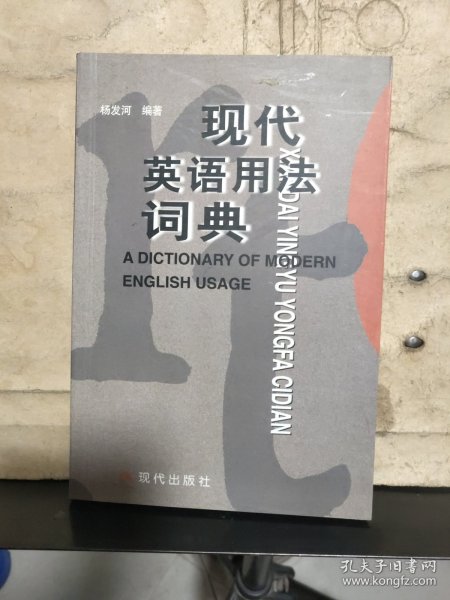 杨发河 编著
现代
英语用法
词典
A DICTIONARY OF MODERN
ENGLISH USAGE
XIANDAI YINGYU YONGFA CIDIAN
现代出版社
孔夫子旧书网
www.kongfz.com